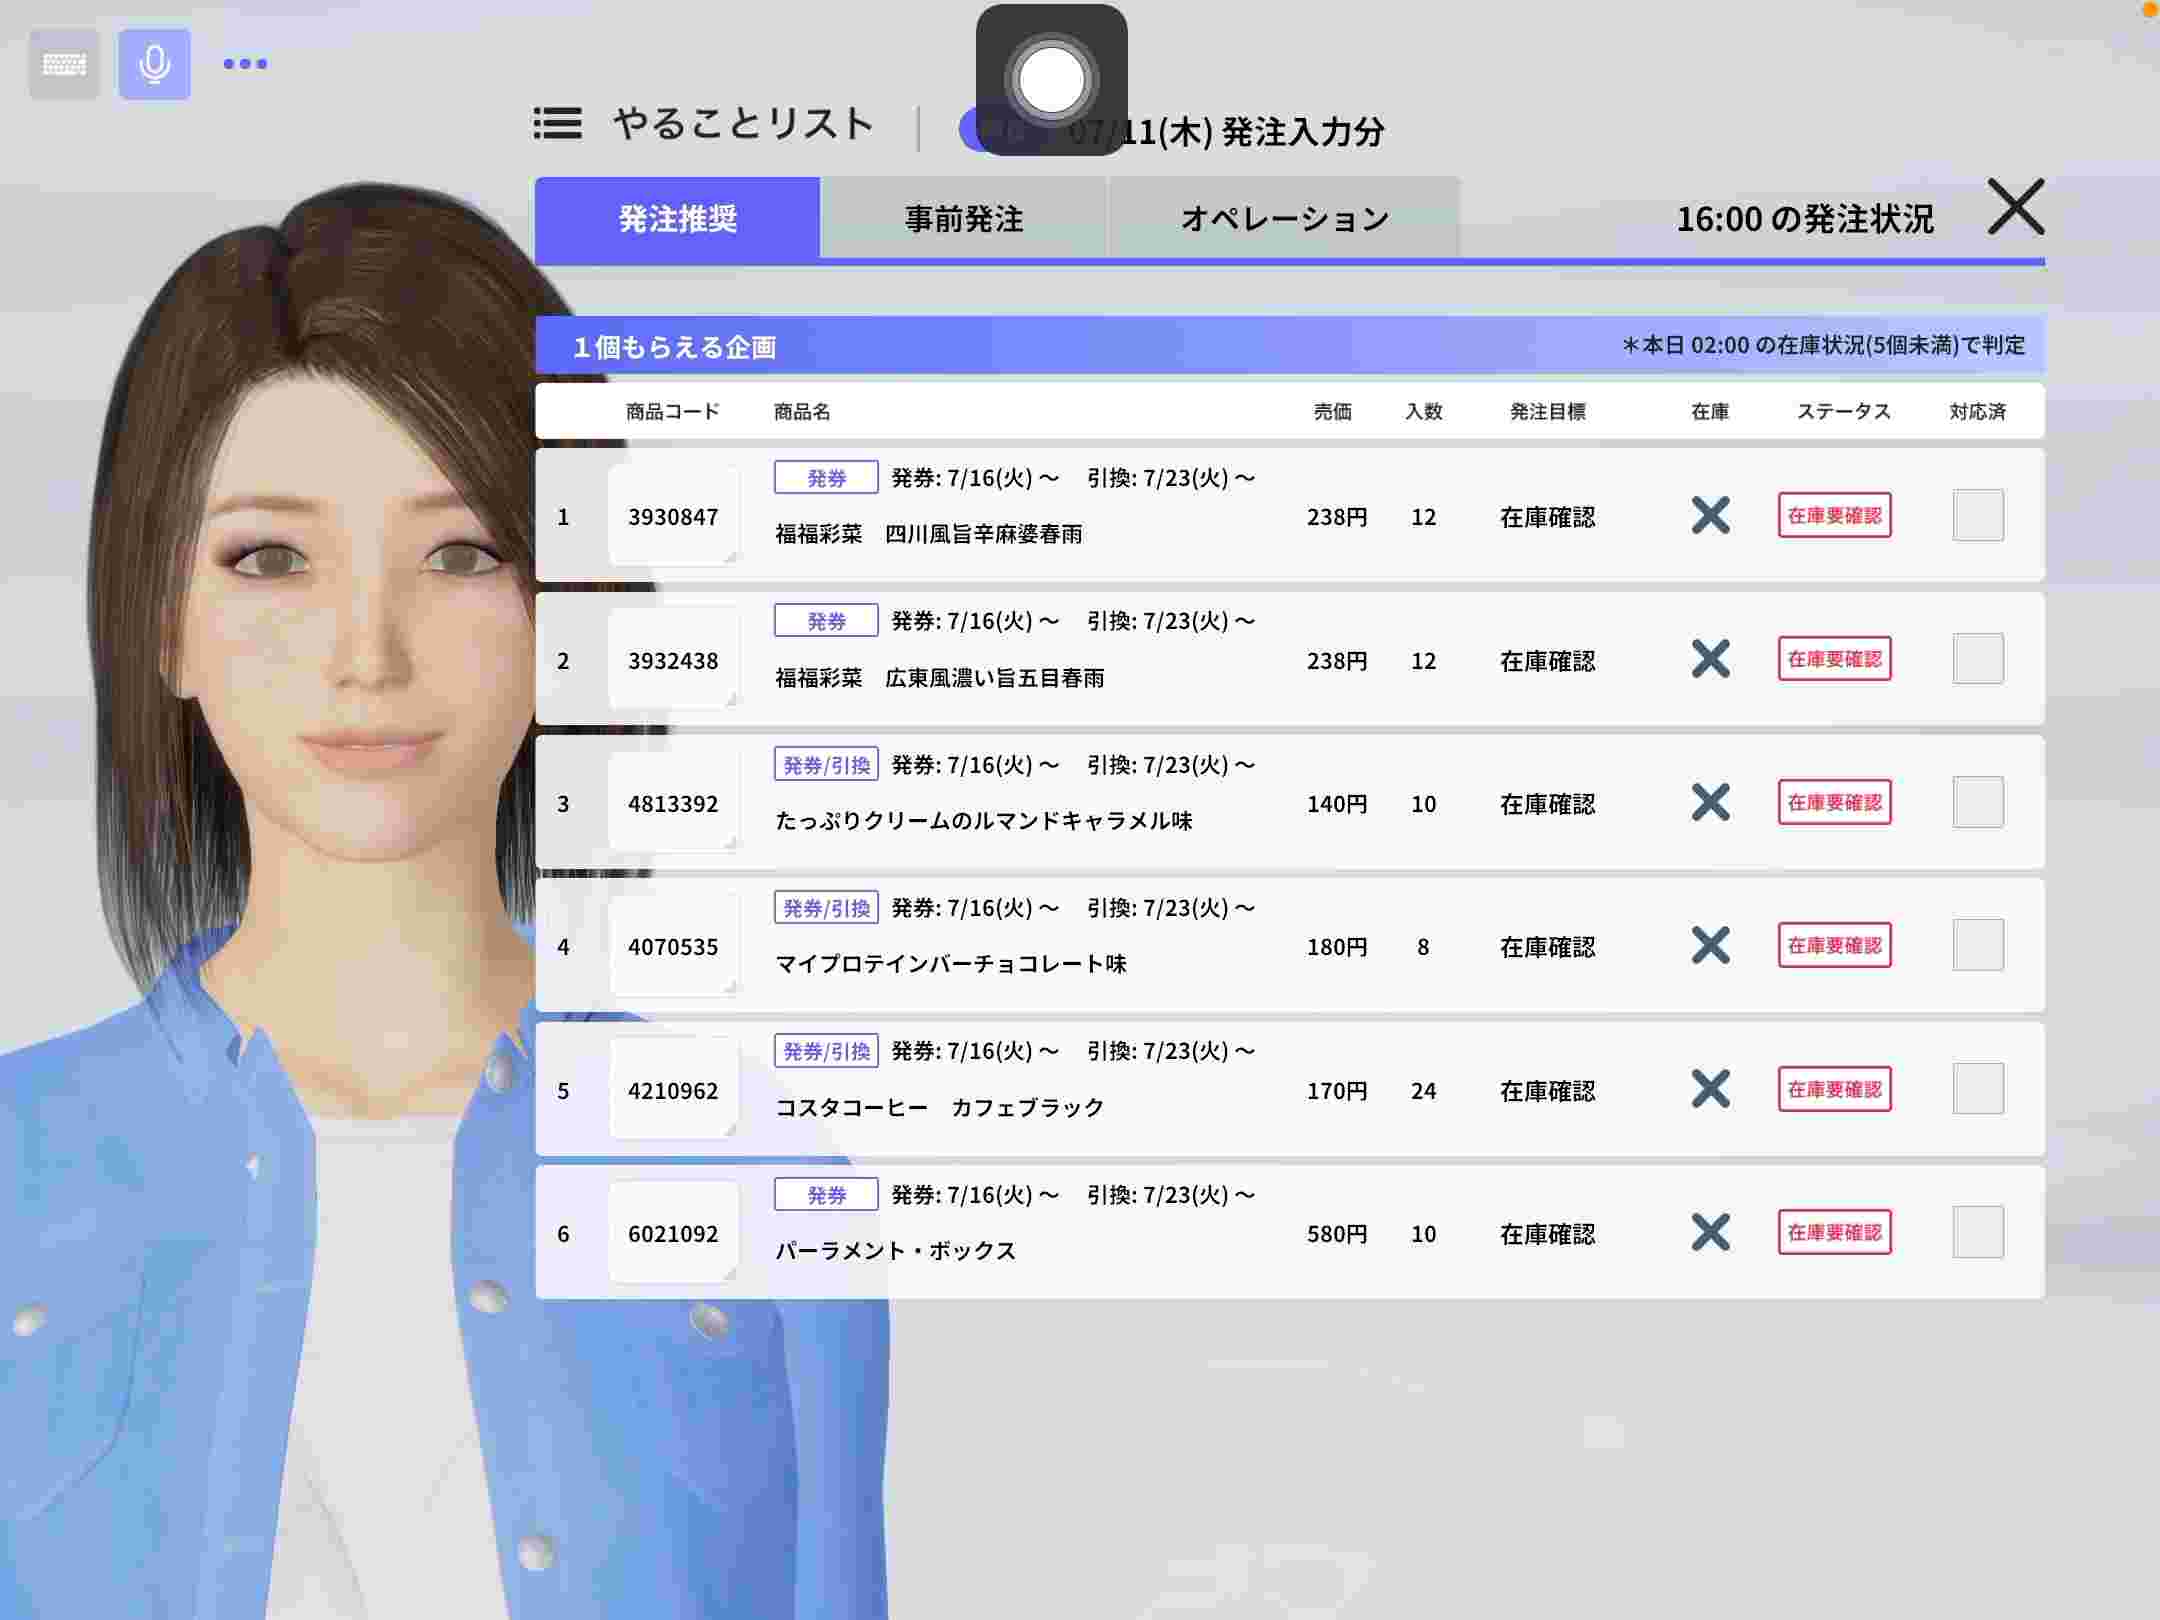 やることリスト
07/11(木) 発注入力分
発注推奨
事前発注
オペレーション
16:00 の発注状況
１個もらえる企画
＊本日 02:00 の在庫状況(5個未満)で判定
商品コード 商品名 売価 入数 発注目標 在庫 ステータス 対応済
発券 発券: 7/16(火) ～ 引換: 7/23(火) ～
1 3930847 福福彩菜　四川風旨辛麻婆春雨 238円 12 在庫確認 在庫要確認
発券 発券: 7/16(火) ～ 引換: 7/23(火) ～
2 3932438 福福彩菜　広東風濃い旨五目春雨 238円 12 在庫確認 在庫要確認
発券/引換 発券: 7/16(火) ～ 引換: 7/23(火) ～
3 4813392 たっぷりクリームのルマンドキャラメル味 140円 10 在庫確認 在庫要確認
発券/引換 発券: 7/16(火) ～ 引換: 7/23(火) ～
4 4070535 マイプロテインバーチョコレート味 180円 8 在庫確認 在庫要確認
発券/引換 発券: 7/16(火) ～ 引換: 7/23(火) ～
5 4210962 コスタコーヒー　カフェブラック 170円 24 在庫確認 在庫要確認
発券 発券: 7/16(火) ～ 引換: 7/23(火) ～
6 6021092 パーラメント・ボックス 580円 10 在庫確認 在庫要確認